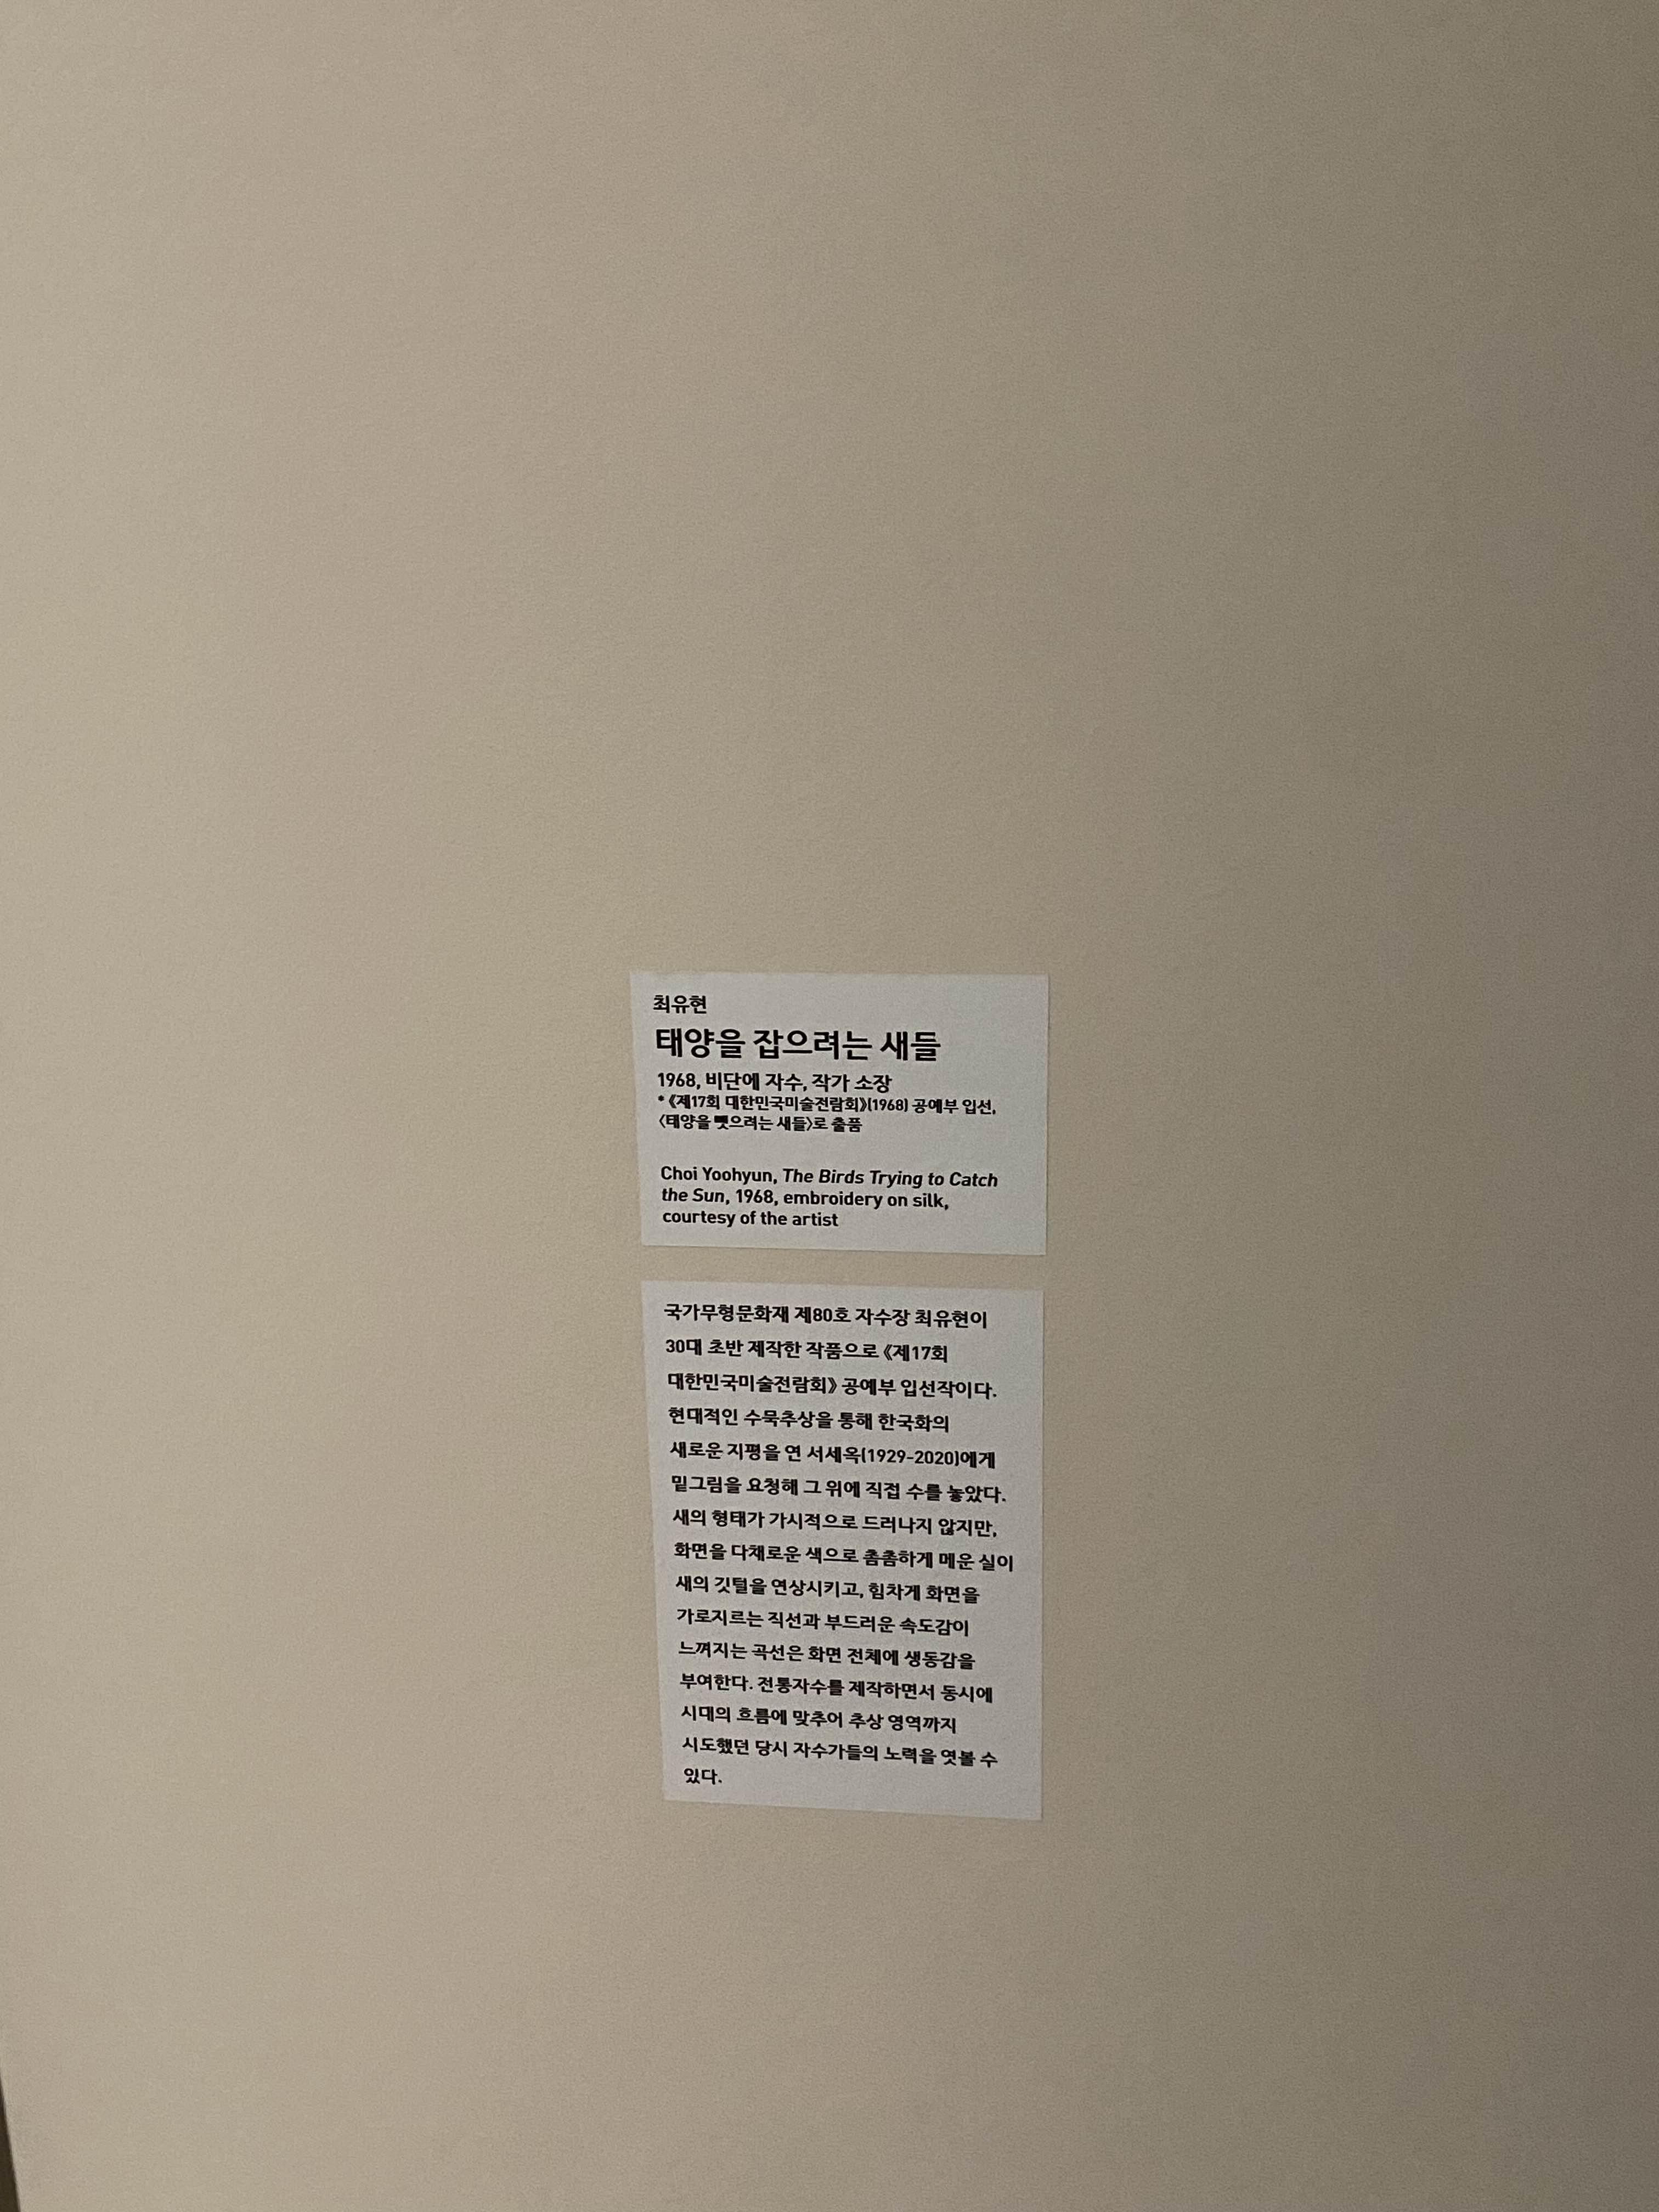 최유현
태양을 잡으려는 새들
1968, 비단에 자수, 작가 소장
* 《제17회 대한민국미술전람회》(1968) 공예부 입선,
〈태양을 뺏으려는 새들〉로 출품
Choi Yoohyun, The Birds Trying to Catch
the Sun, 1968, embroidery on silk,
courtesy of the artist
국가무형문화재 제80호 자수장 최유현이
30대 초반 제작한 작품으로 《제17회
대한민국미술전람회》 공예부 입선작이다.
현대적인 수묵추상을 통해 한국화의
새로운 지평을 연 서세옥(1929-2020)에게
밑그림을 요청해 그 위에 직접 수를 놓았다.
새의 형태가 가시적으로 드러나지 않지만,
화면을 다채로운 색으로 촘촘하게 메운 실이
새의 깃털을 연상시키고, 힘차게 화면을
가로지르는 직선과 부드러운 속도감이
느껴지는 곡선은 화면 전체에 생동감을
부여한다. 전통자수를 제작하면서 동시에
시대의 흐름에 맞추어 추상 영역까지
시도했던 당시 자수가들의 노력을 엿볼 수
있다.